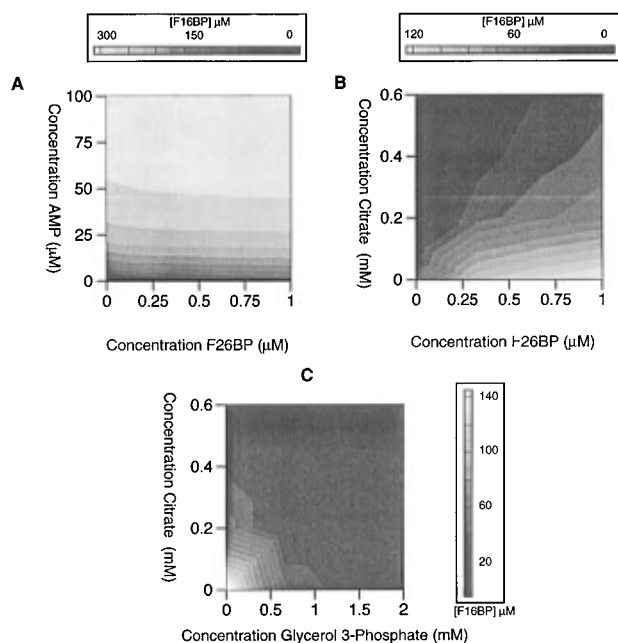 [F16BP] μM
300 150 0
[F16BP] μM
120 60 0
A
Concentration AMP (μM)
100
75
50
25
0
0 0.25 0.5 0.75 1
Concentration F26BP (μM)
B
Concentration Citrate (mM)
0.6
0.4
0.2
0
0 0.25 0.5 0.75 1
Concentration F26BP (μM)
C
Concentration Citrate (mM)
0.6
0.4
0.2
0
0 0.5 1 1.5 2
Concentration Glycerol 3-Phosphate (mM)
140
100
60
20
[F16BP] μM